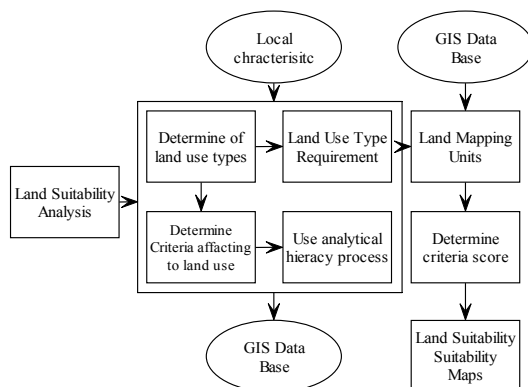 Local
chracterisitc
GIS Data
Base
Determine of
land use types
Land Use Type
Requirement
Land Mapping
Units
Land Suitability
Analysis
Determine
Criteria affacting
to land use
Use analytical
hieracy process
Determine
criteria score
GIS Data
Base
Land Suitability
Suitability
Maps